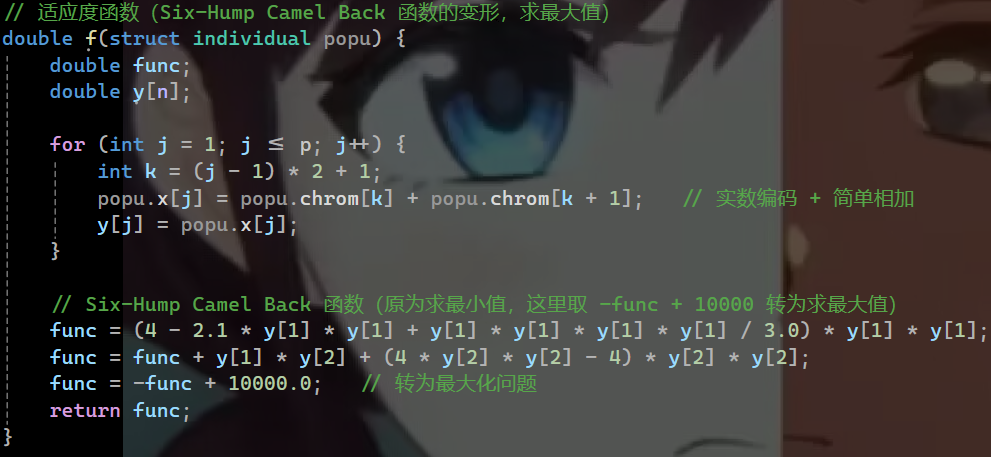 // 适应度函数（Six-Hump Camel Back 函数的变形，求最大值）
double f(struct individual popu) {
    double func;
    double y[n];

    for (int j = 1; j ≤ p; j++) {
        int k = (j - 1) * 2 + 1;
        popu.x[j] = popu.chrom[k] + popu.chrom[k + 1];   // 实数编码 + 简单相加
        y[j] = popu.x[j];
    }

    // Six-Hump Camel Back 函数（原为求最小值，这里取 -func + 10000 转为求最大值）
    func = (4 - 2.1 * y[1] * y[1] + y[1] * y[1] * y[1] * y[1] / 3.0) * y[1] * y[1];
    func = func + y[1] * y[2] + (4 * y[2] * y[2] - 4) * y[2] * y[2];
    func = -func + 10000.0;   // 转为最大化问题
    return func;
}